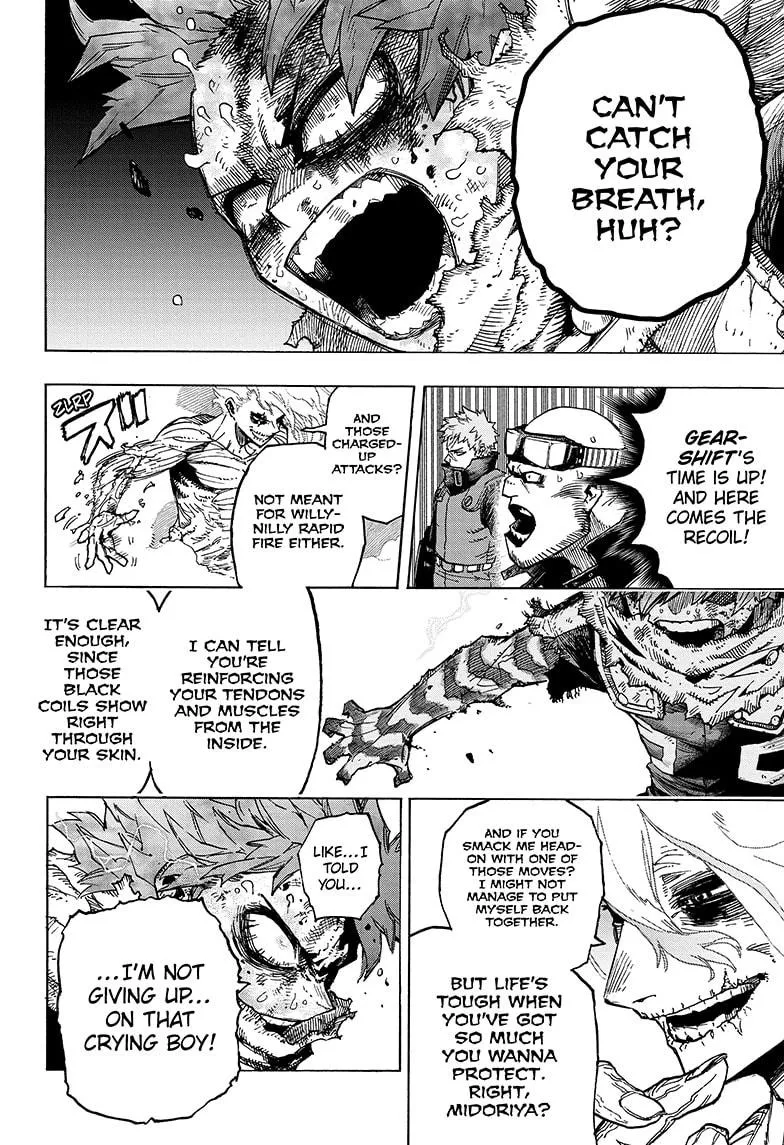 CAN'T
CATCH
YOUR
BREATH,
HUH?
GEAR-
SHIFT'S
TIME IS UP!
AND HERE
COMES THE
RECOIL!
ZLRP
ズッ
AND
THOSE
CHARGED-
UP
ATTACKS?
NOT MEANT
FOR WILLY-
NILLY RAPID
FIRE EITHER.
I CAN TELL
YOU'RE
REINFORCING
YOUR TENDONS
AND MUSCLES
FROM THE
INSIDE.
IT'S CLEAR
ENOUGH,
SINCE
THOSE
BLACK
COILS SHOW
RIGHT
THROUGH
YOUR SKIN.
AND IF YOU
SMACK ME HEAD-
ON WITH ONE OF
THOSE MOVES?
I MIGHT NOT
MANAGE TO PUT
MYSELF BACK
TOGETHER.
BUT LIFE'S
TOUGH WHEN
YOU'VE GOT
SO MUCH
YOU WANNA
PROTECT.
RIGHT,
MIDORIYA?
LIKE...I
TOLD
YOU...
...I'M NOT
GIVING UP...
ON THAT
CRYING BOY!